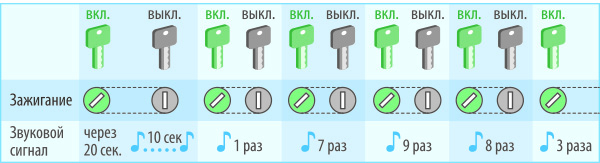 ВКЛ. ВЫКЛ. ВКЛ. ВЫКЛ. ВКЛ. ВЫКЛ. ВКЛ. ВЫКЛ. ВКЛ. ВЫКЛ. ВКЛ.
Зажигание
Звуковой сигнал
через 20 сек.
10 сек
1 раз
7 раз
9 раз
8 раз
3 раза